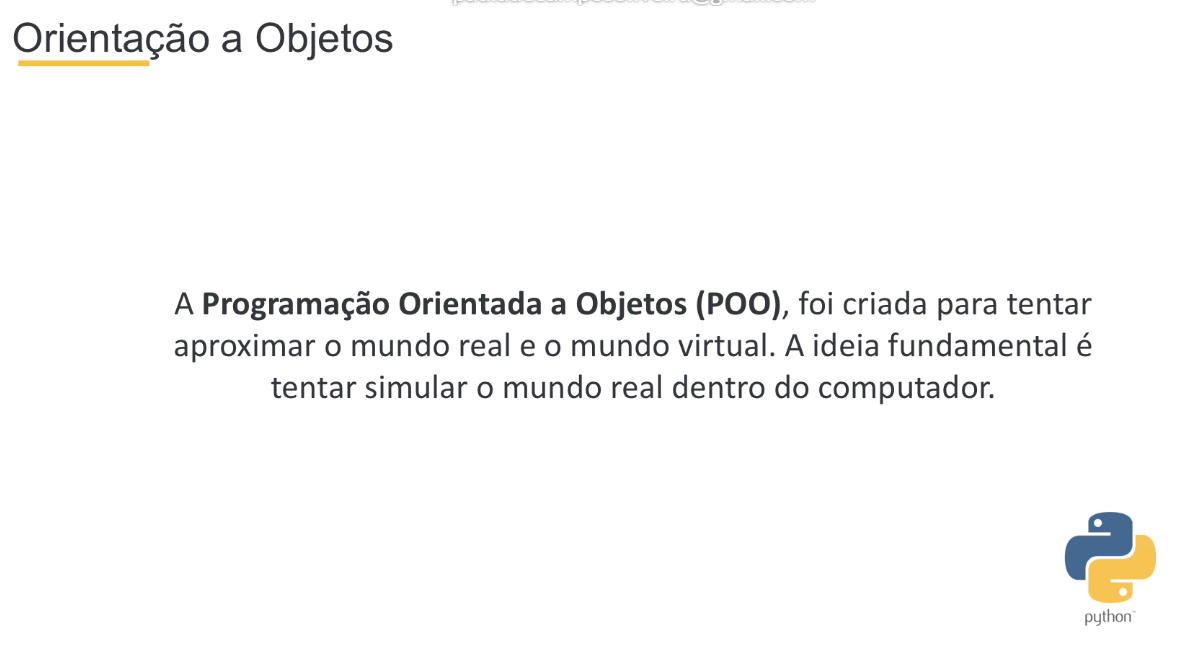 Orientação a Objetos
A Programação Orientada a Objetos (POO), foi criada para tentar
aproximar o mundo real e o mundo virtual. A ideia fundamental é
tentar simular o mundo real dentro do computador.
python